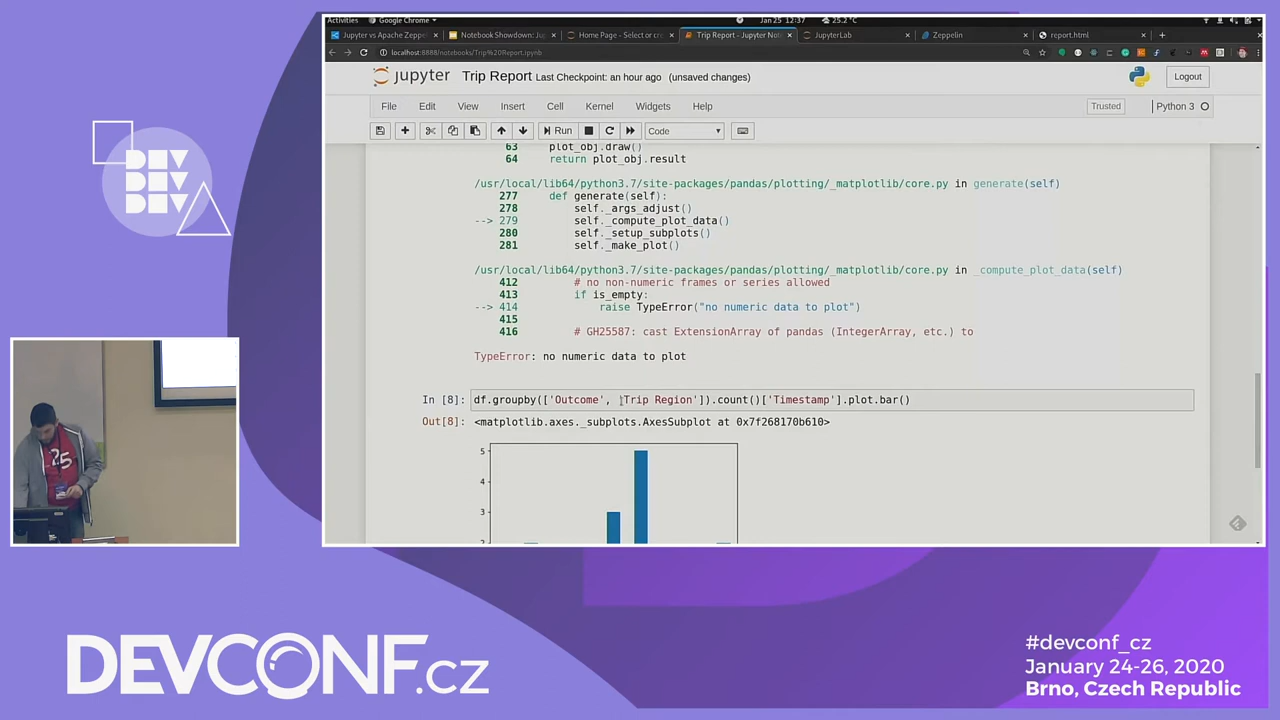 Activities
Google Chrome
Jan 25 12:37
25.2°C
Jupyter vs Apache Zeppe
Notebook Showdown: Ju
Home Page - Select or cr
Trip Report - Jupyter Not
JupyterLab
Zeppelin
report.html
localhost:8888/notebooks/Trip%20Report.ipynb
jupyter Trip Report Last Checkpoint: an hour ago (unsaved changes)
Logout
File Edit View Insert Cell Kernel Widgets Help
Trusted
Python 3
Run
Code
63 plot_obj.draw()
64 return plot_obj.result
/usr/local/lib64/python3.7/site-packages/pandas/plotting/_matplotlib/core.py in generate(self)
277 def generate(self):
278 self._args_adjust()
--> 279 self._compute_plot_data()
280 self._setup_subplots()
281 self._make_plot()
/usr/local/lib64/python3.7/site-packages/pandas/plotting/_matplotlib/core.py in _compute_plot_data(self)
412 # no non-numeric frames or series allowed
413 if is_empty:
--> 414 raise TypeError("no numeric data to plot")
415
416 # GH25587: cast ExtensionArray of pandas (IntegerArray, etc.) to
TypeError: no numeric data to plot
In [8]: df.groupby(['Outcome', 'Trip Region']).count()['Timestamp'].plot.bar()
Out[8]: <matplotlib.axes._subplots.AxesSubplot at 0x7f268170b610>
5
4
3
2
DEV
DEV
DEV
25
DEVCONF.cz
#devconf_cz
January 24-26, 2020
Brno, Czech Republic